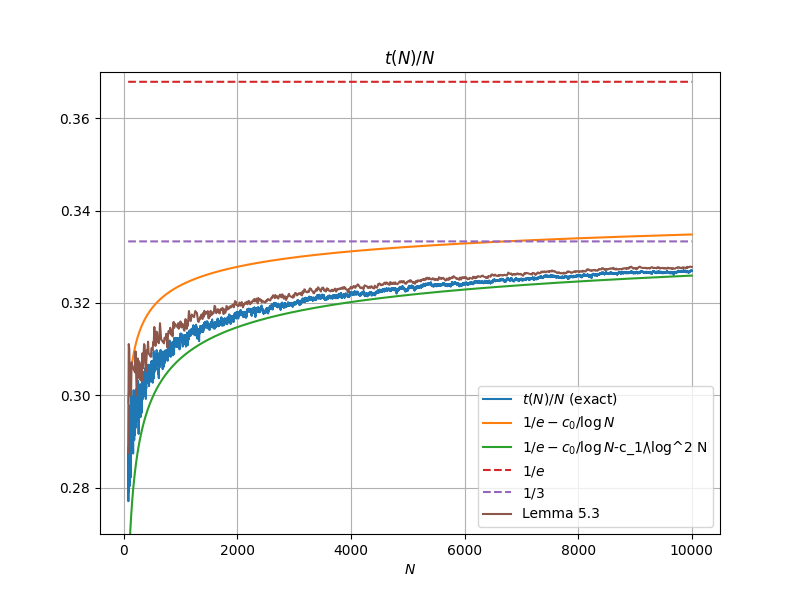 t(N)/N
0.36
0.34
0.32
0.30
0.28
t(N)/N (exact)
1/e − c₀/log N
1/e − c₀/log N-c_1/\log^2 N
1/e
1/3
Lemma 5.3
0 2000 4000 6000 8000 10000
N